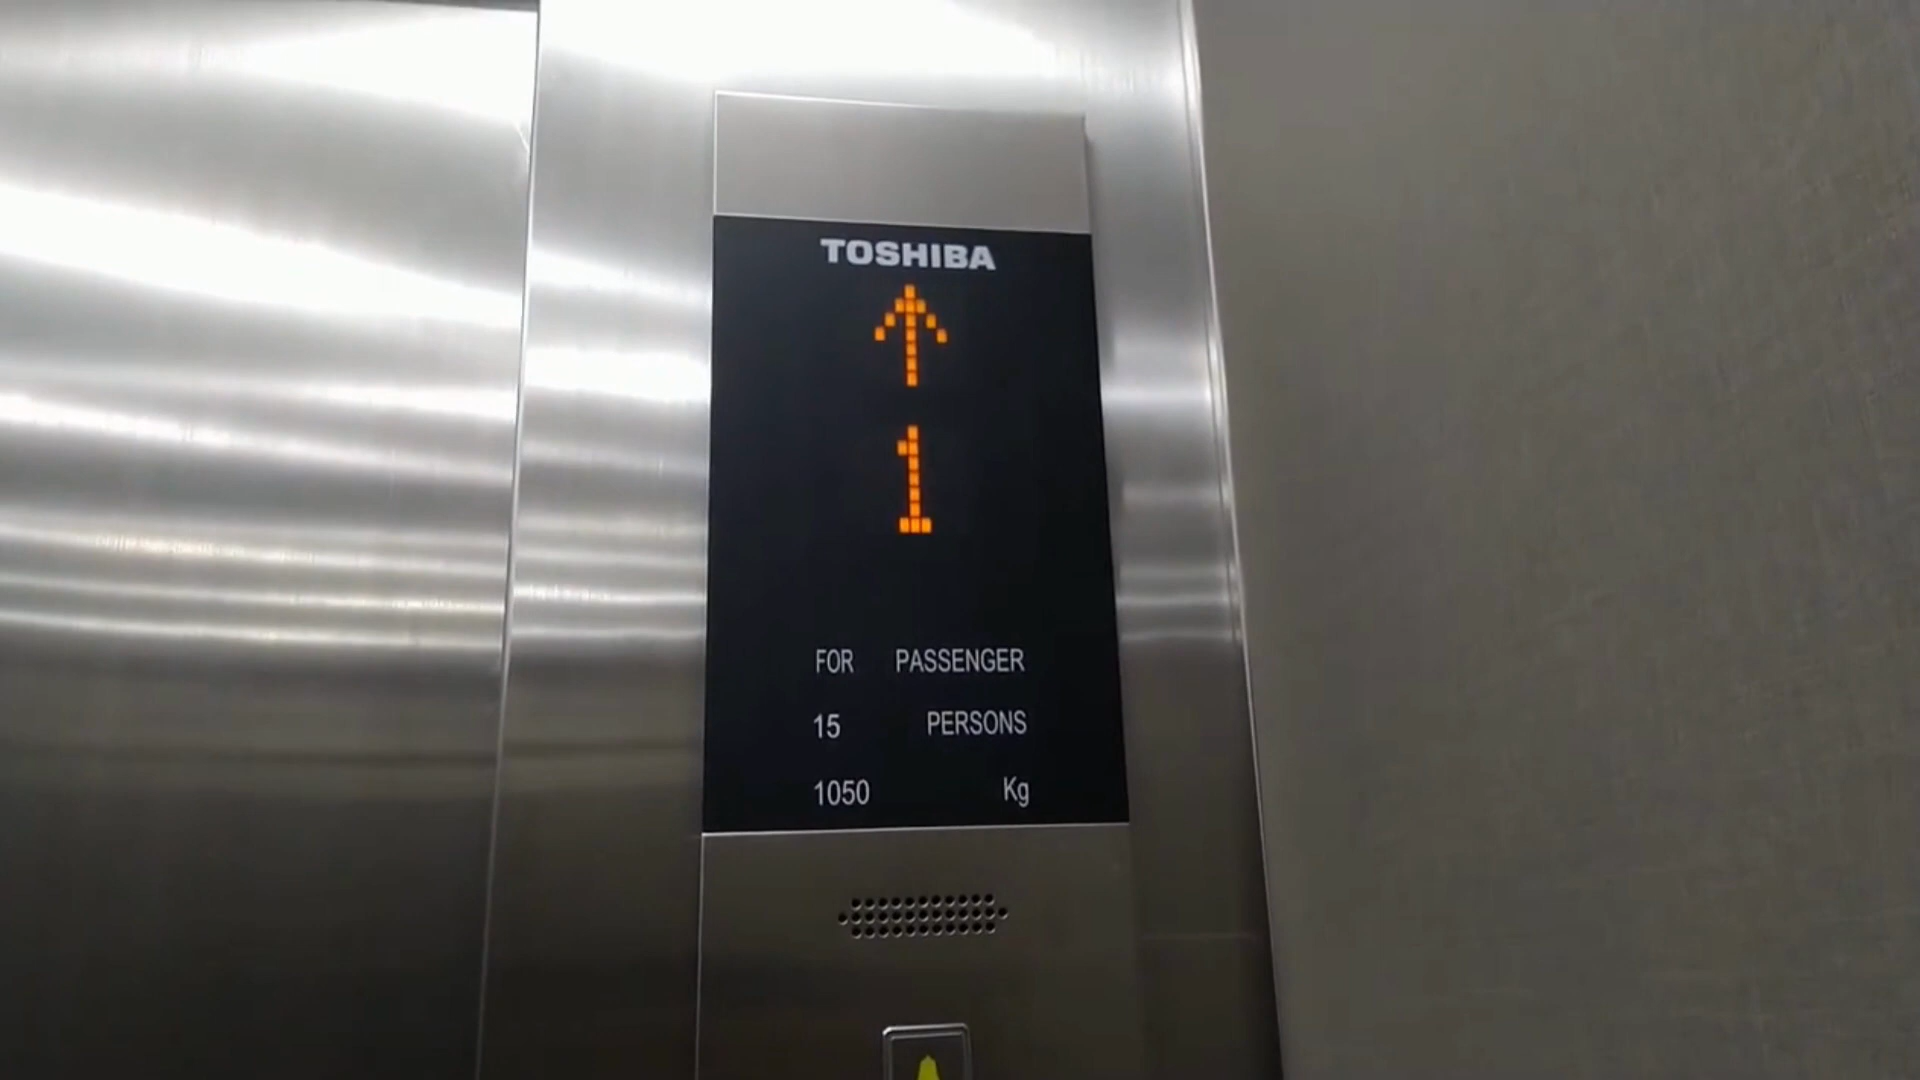 TOSHIBA
↑
1
FOR PASSENGER
15 PERSONS
1050 Kg